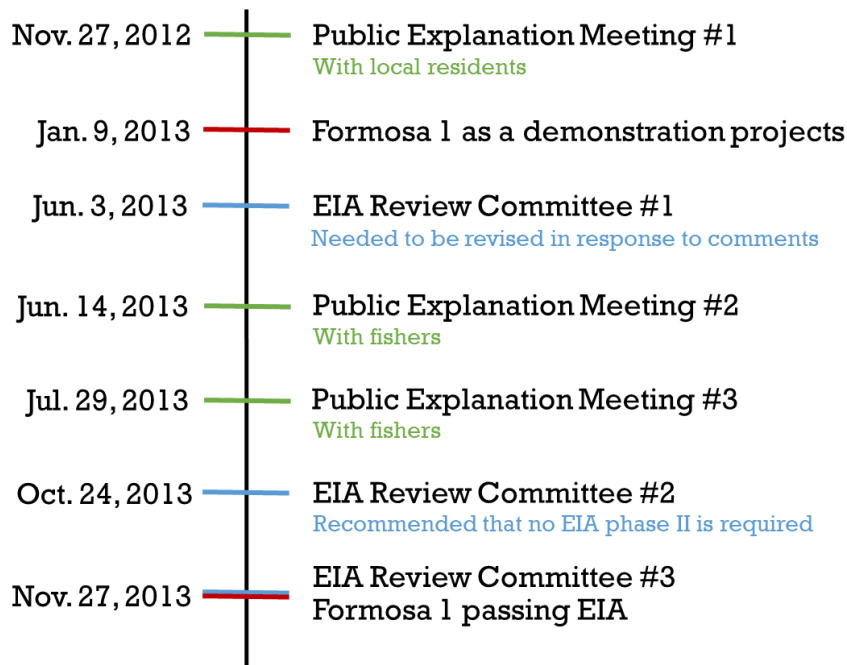 Nov. 27, 2012 Public Explanation Meeting #1
With local residents
Jan. 9, 2013 Formosa 1 as a demonstration projects
Jun. 3, 2013 EIA Review Committee #1
Needed to be revised in response to comments
Jun. 14, 2013 Public Explanation Meeting #2
With fishers
Jul. 29, 2013 Public Explanation Meeting #3
With fishers
Oct. 24, 2013 EIA Review Committee #2
Recommended that no EIA phase II is required
Nov. 27, 2013 EIA Review Committee #3
Formosa 1 passing EIA